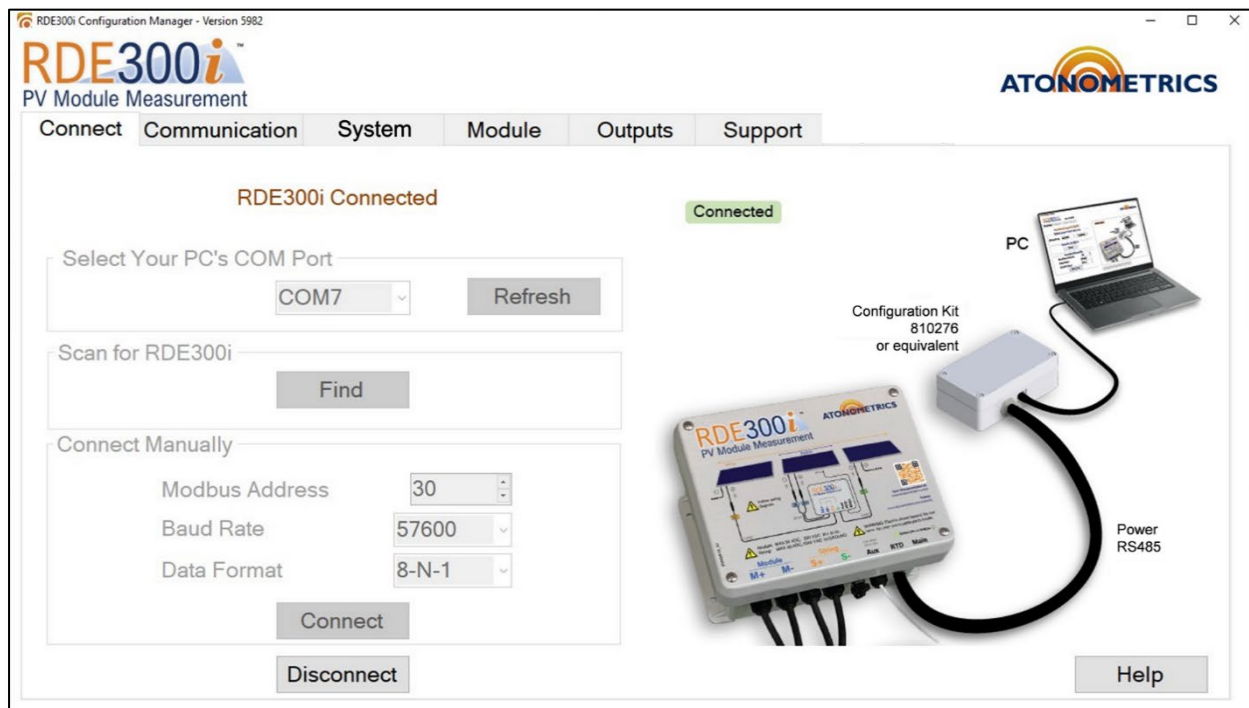 RDE300i Configuration Manager - Version 5982
RDE300i™
PV Module Measurement
ATONOMETRICS
Connect Communication System Module Outputs Support
RDE300i Connected
Connected
Select Your PC's COM Port
COM7 Refresh
Scan for RDE300i
Find
Connect Manually
Modbus Address 30
Baud Rate 57600
Data Format 8-N-1
Connect
Disconnect
PC
Configuration Kit
810276
or equivalent
RDE300i™
PV Module Measurement
ATONOMETRICS
Module
M+ M-
String
S+ S-
Aux RTD Main
Power
RS485
Help